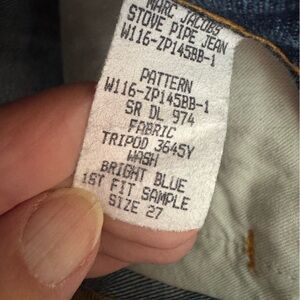 MARC JACOBS
STOVE PIPE JEAN
W116-ZP145BB-1
PATTERN
W116-ZP145BB-1
SR DL 974
FABRIC
TRIPOD 3645Y
WASH
BRIGHT BLUE
1ST FIT SAMPLE
SIZE 27